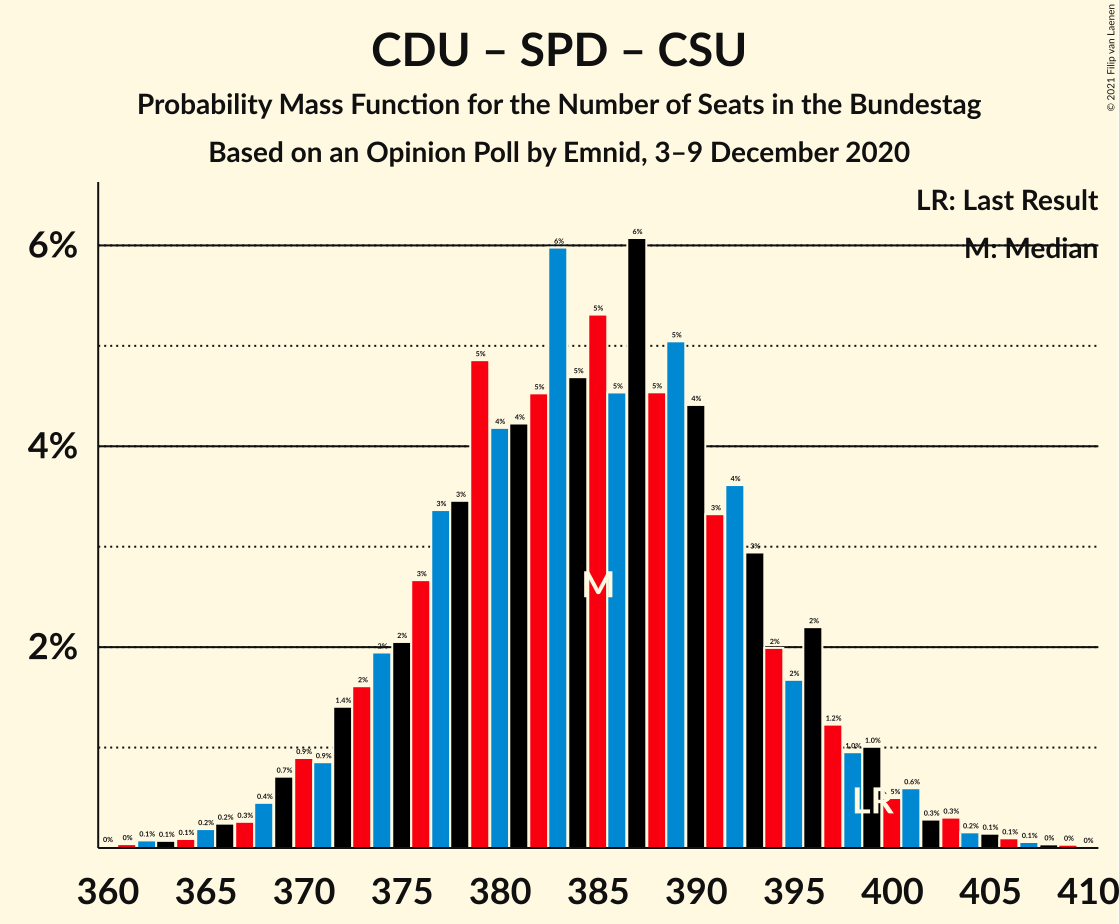 CDU – SPD – CSU
Probability Mass Function for the Number of Seats in the Bundestag
Based on an Opinion Poll by Emnid, 3–9 December 2020
© 2021 Filip van Laenen
LR: Last Result
M: Median
6%
4%
2%
0% 0% 0.1% 0.1% 0.1% 0.2% 0.2% 0.3% 0.4% 0.7% 0.9% 0.9% 1.4% 2% 2% 2% 3% 3% 3% 5% 4% 4% 5% 6% 5% 5% 5% 6% 5% 5% 4% 3% 4% 3% 2% 2% 2% 1.2% 1.0% 1.0% 5% 0.6% 0.3% 0.3% 0.2% 0.1% 0.1% 0.1% 0% 0% 0%
M
LR
360 365 370 375 380 385 390 395 400 405 410